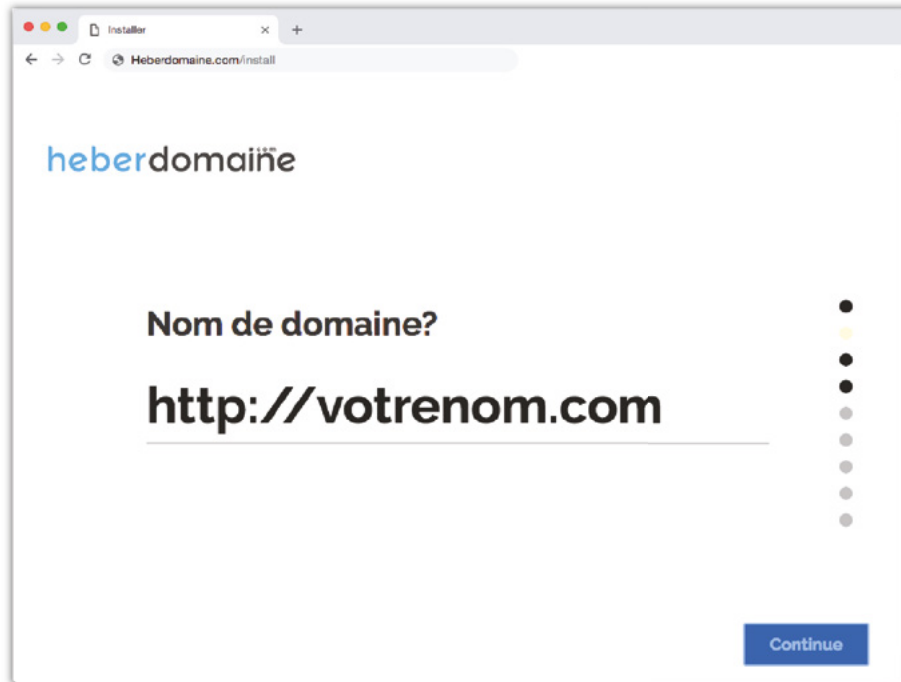 Installer
Heberdomaine.com/install
heberdomaine
Nom de domaine?
http://votrenom.com
Continue